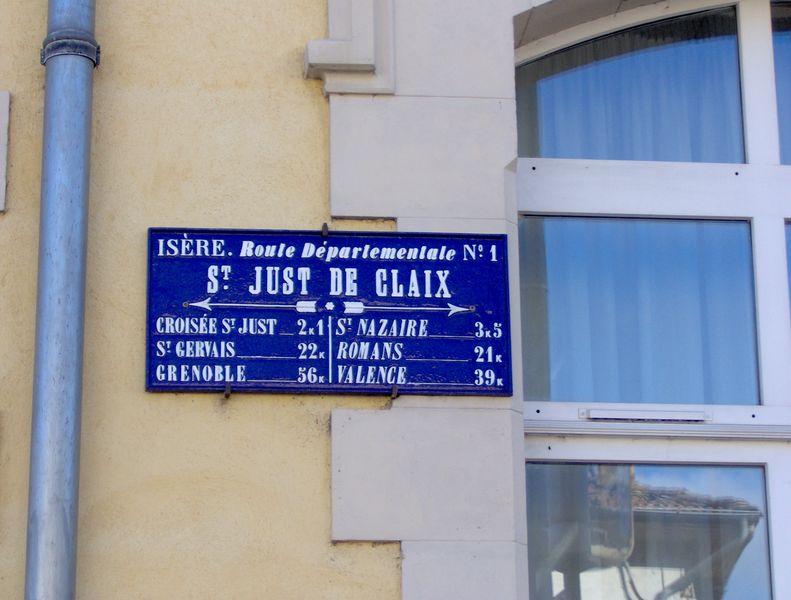 ISÈRE. Route Départementale Nº 1
ST JUST DE CLAIX
CROISÉE ST JUST 2K1 ST NAZAIRE 3K5
ST GERVAIS 22K ROMANS 21K
GRENOBLE 56K VALENCE 39K